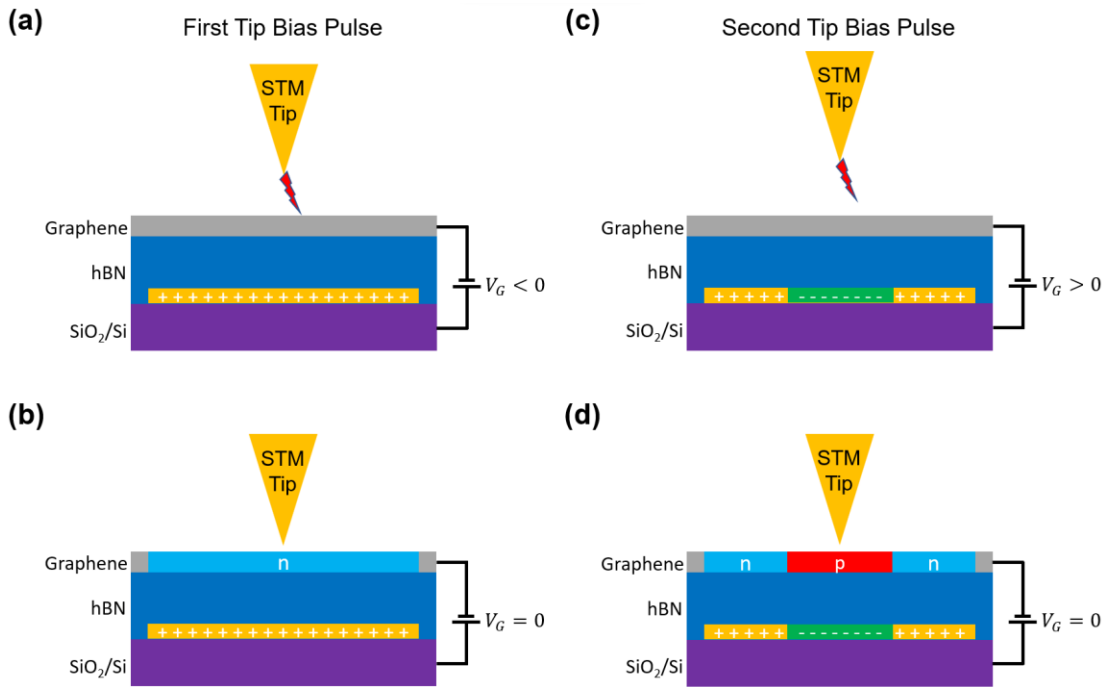 (a)
First Tip Bias Pulse
STM
Tip
Graphene
hBN
V_G < 0
+ + + + + + + + + + + + + + + + +
SiO₂/Si
(c)
Second Tip Bias Pulse
STM
Tip
Graphene
hBN
V_G > 0
+ + + + + - - - - - - - - + + + + +
SiO₂/Si
(b)
STM
Tip
Graphene
n
hBN
V_G = 0
+ + + + + + + + + + + + + + + + +
SiO₂/Si
(d)
STM
Tip
Graphene
n p n
hBN
V_G = 0
+ + + + + - - - - - - - - + + + + +
SiO₂/Si